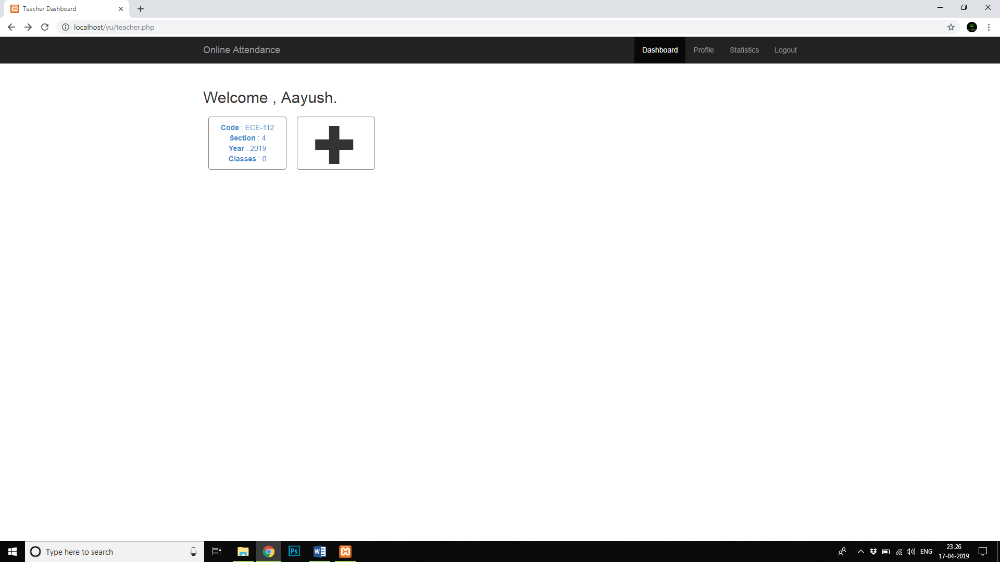 Teacher Dashboard
localhost/yu/teacher.php
Online Attendance
Dashboard
Profile
Statistics
Logout
Welcome , Aayush.
Code : ECE-112
Section : 4
Year : 2019
Classes : 0
Type here to search
Ps
W
ENG
23:26
17-04-2019